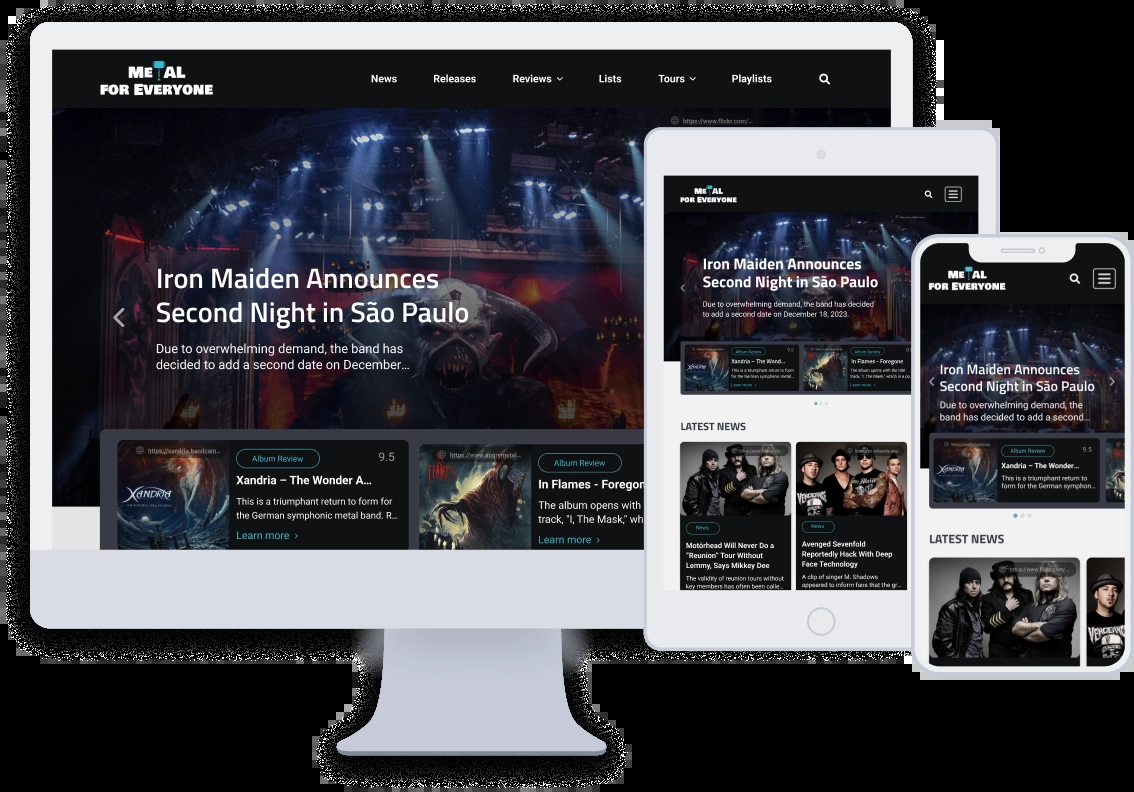 METAL
FOR EVERYONE
News
Releases
Reviews
Lists
Tours
Playlists
https://www.flickr.com/...
Iron Maiden Announces
Second Night in São Paulo
Due to overwhelming demand, the band has
decided to add a second date on December...
https://xandria.bandcam...
XANDRIA
Album Review
9.5
Xandria – The Wonder A...
This is a triumphant return to form for
the German symphonic metal band. R...
Learn more
https://www.angrymetal...
Album Review
In Flames - Foregon
The album opens with
track, "I, The Mask," wh
Learn more
METAL
FOR EVERYONE
Iron Maiden Announces
Second Night in São Paulo
Due to overwhelming demand, the band has decided
to add a second date on December 18, 2023.
XANDRIA
Album Review
9.5
Xandria – The Wond...
This is a triumphant return to form
for the German symphonic metal...
Learn more
Album Review
In Flames - Foregone
The album opens with the title
track, "I, The Mask," which in a po
Learn more
LATEST NEWS
News
Motörhead Will Never Do a
"Reunion" Tour Without
Lemmy, Says Mikkey Dee
The validity of reunion tours without
key members has often been calle...
VENGEANCE
News
Avenged Sevenfold
Reportedly Hack With Deep
Face Technology
A clip of singer M. Shadows
appeared to inform fans that the gr...
METAL
FOR EVERYONE
Iron Maiden Announces
Second Night in São Paulo
Due to overwhelming demand, the
band has decided to add a second...
XANDRIA
Album Review
9.5
Xandria – The Wonder...
This is a triumphant return to
form for the German symphon...
LATEST NEWS
https://www.flickr.com/...
VENGEANC